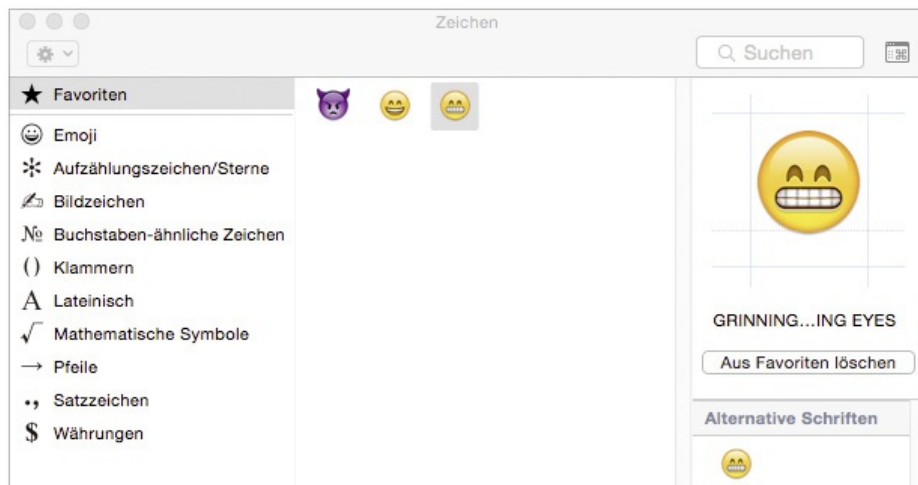 Zeichen
Suchen
Favoriten
Emoji
Aufzählungszeichen/Sterne
Bildzeichen
Buchstaben-ähnliche Zeichen
Klammern
Lateinisch
Mathematische Symbole
Pfeile
Satzzeichen
Währungen
GRINNING...ING EYES
Aus Favoriten löschen
Alternative Schriften